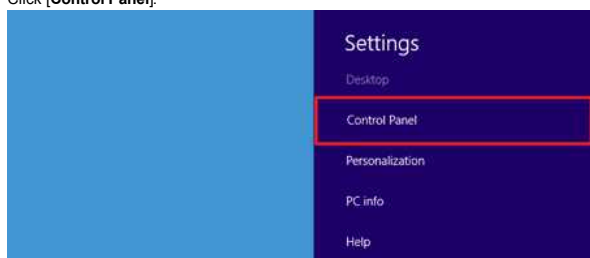 Click [Control Panel].
Settings
Desktop
Control Panel
Personalization
PC info
Help